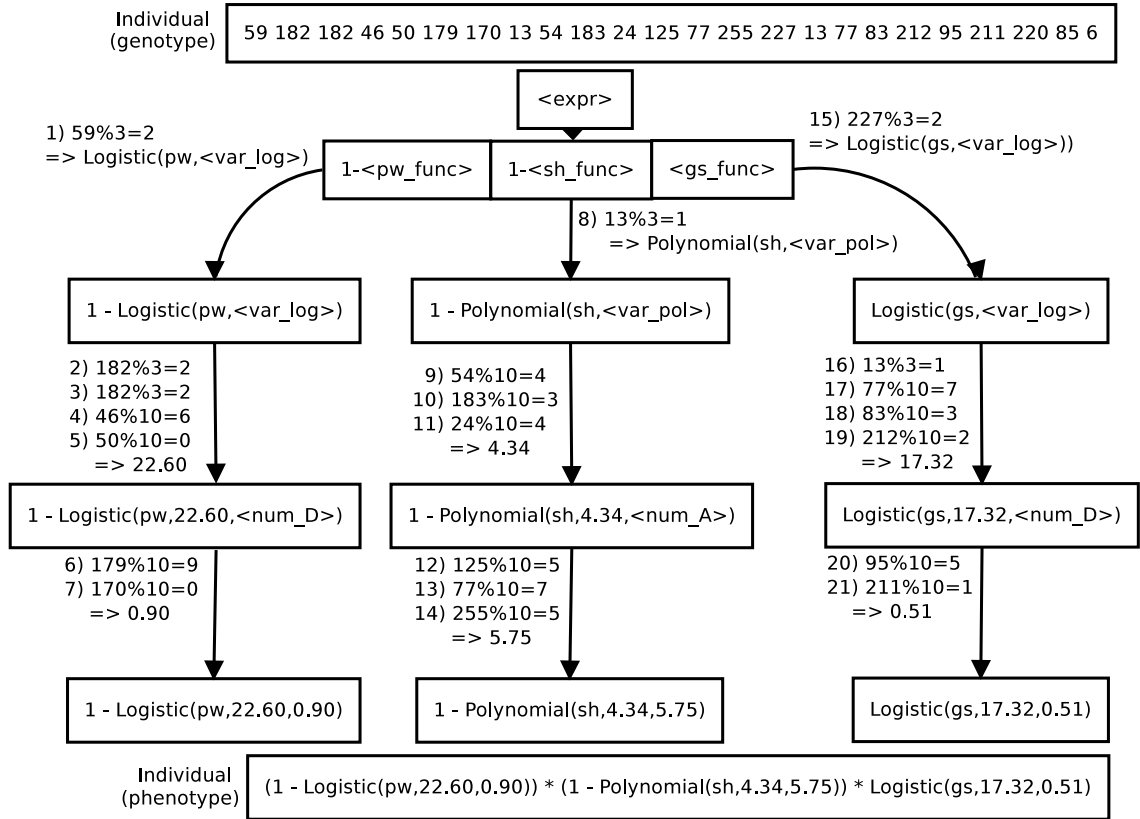 Individual
(genotype)
59 182 182 46 50 179 170 13 54 183 24 125 77 255 227 13 77 83 212 95 211 220 85 6
<expr>
1) 59%3=2
=> Logistic(pw,<var_log>)
15) 227%3=2
=> Logistic(gs,<var_log>))
1-<pw_func>
1-<sh_func>
<gs_func>
8) 13%3=1
=> Polynomial(sh,<var_pol>)
1 - Logistic(pw,<var_log>)
1 - Polynomial(sh,<var_pol>)
Logistic(gs,<var_log>)
2) 182%3=2
3) 182%3=2
4) 46%10=6
5) 50%10=0
=> 22.60
9) 54%10=4
10) 183%10=3
11) 24%10=4
=> 4.34
16) 13%3=1
17) 77%10=7
18) 83%10=3
19) 212%10=2
=> 17.32
1 - Logistic(pw,22.60,<num_D>)
1 - Polynomial(sh,4.34,<num_A>)
Logistic(gs,17.32,<num_D>)
6) 179%10=9
7) 170%10=0
=> 0.90
12) 125%10=5
13) 77%10=7
14) 255%10=5
=> 5.75
20) 95%10=5
21) 211%10=1
=> 0.51
1 - Logistic(pw,22.60,0.90)
1 - Polynomial(sh,4.34,5.75)
Logistic(gs,17.32,0.51)
Individual
(phenotype)
(1 - Logistic(pw,22.60,0.90)) * (1 - Polynomial(sh,4.34,5.75)) * Logistic(gs,17.32,0.51)